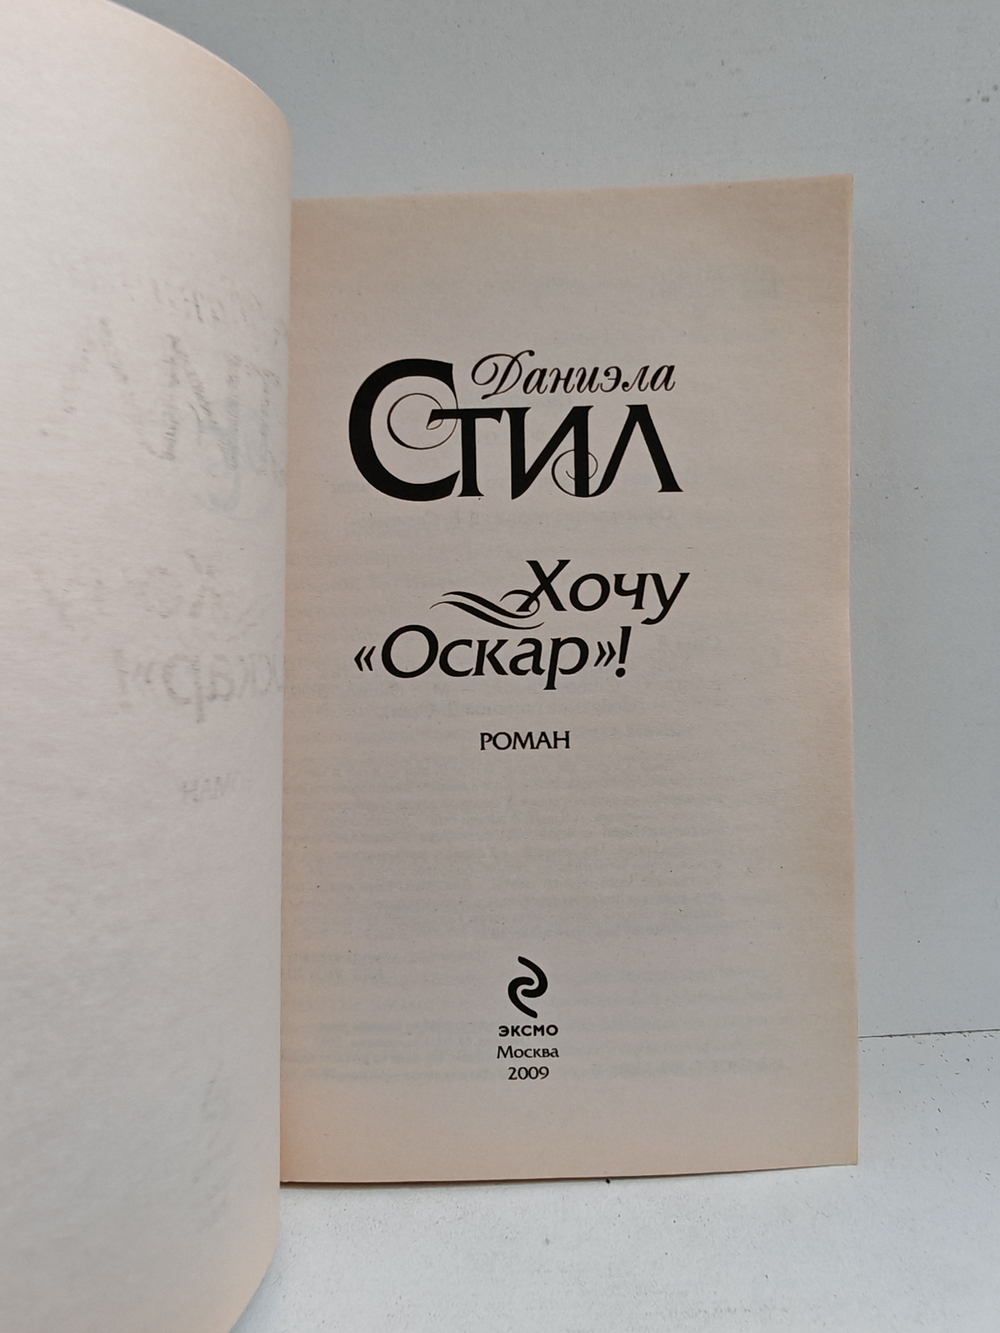 Даниэла
Стил
Хочу
«Оскар»!
РОМАН
ЭКСМО
Москва
2009